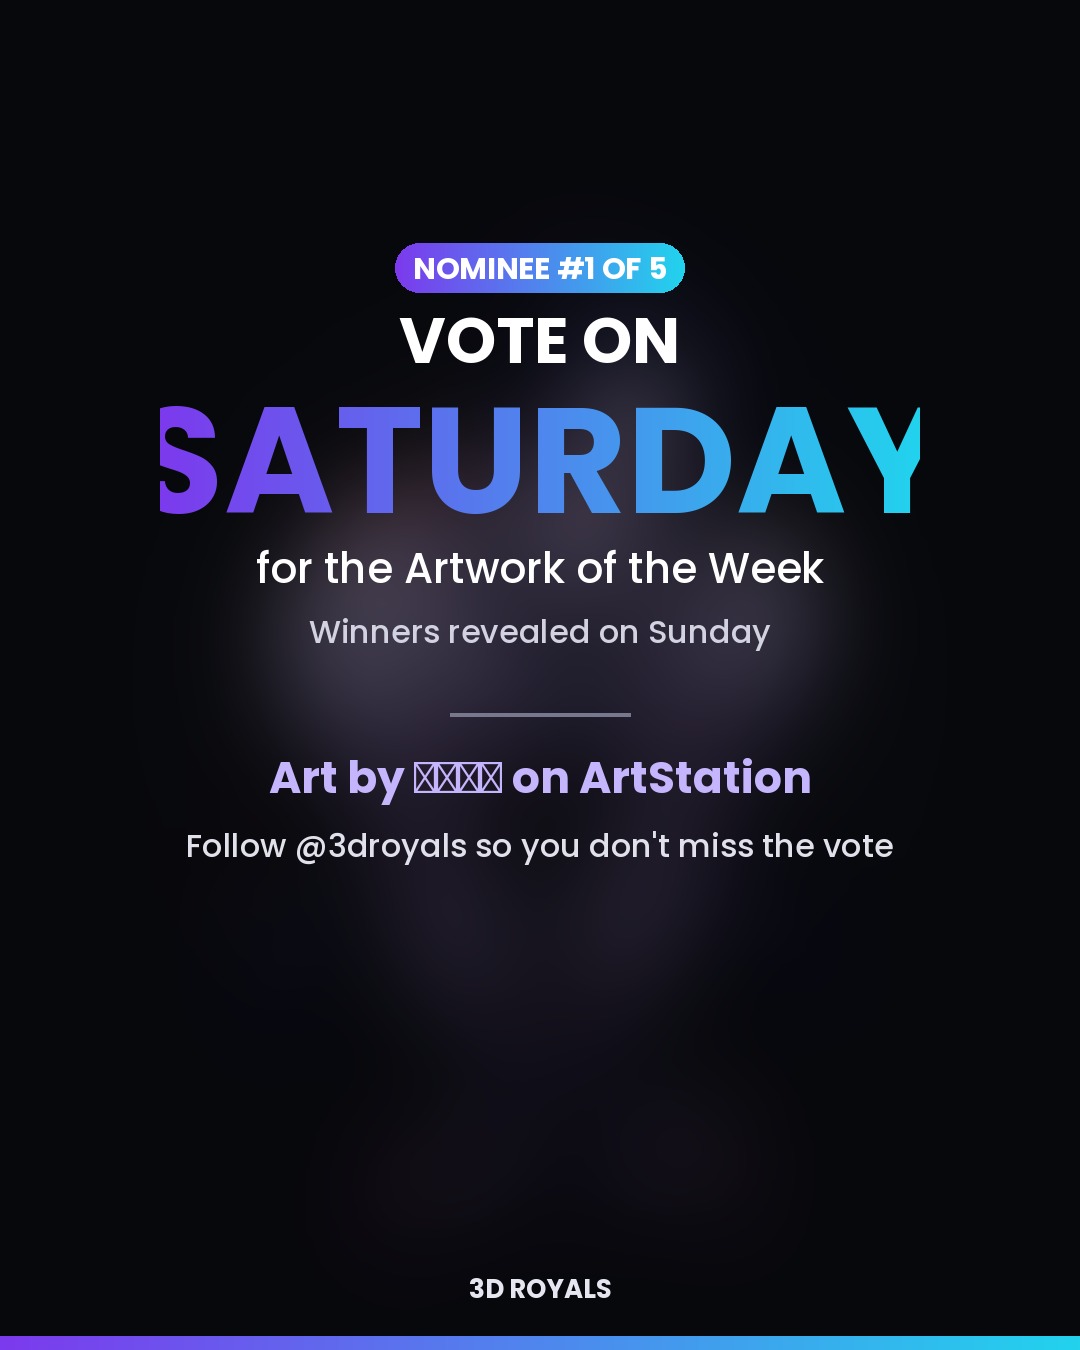 NOMINEE #1 OF 5
VOTE ON
SATURDAY
for the Artwork of the Week
Winners revealed on Sunday
Art by on ArtStation
Follow @3droyals so you don't miss the vote
3D ROYALS